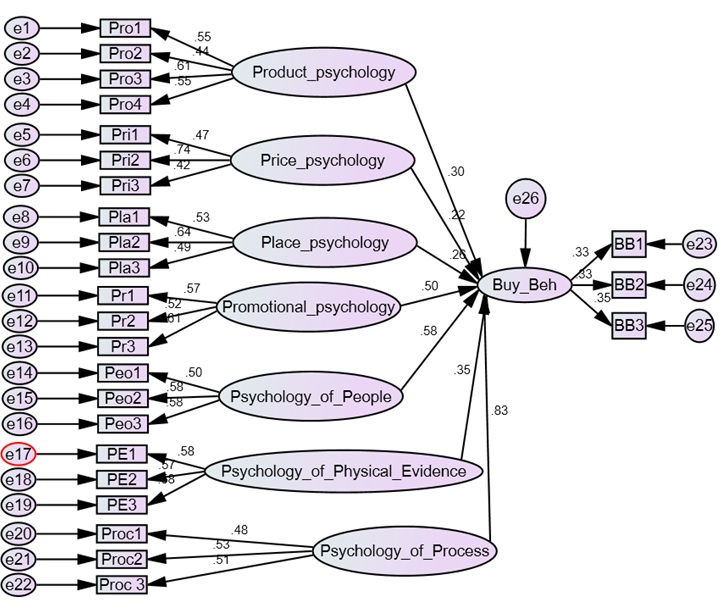 e1 Pro1 .55
e2 Pro2 .44
e3 Pro3 .61
e4 Pro4 .55
Product_psychology
e5 Pri1 .47
e6 Pri2 .74
e7 Pri3 .42
Price_psychology
.30
e26
e8 Pla1 .53
e9 Pla2 .64
e10 Pla3 .49
Place_psychology
.22
e11 Pr1 .57
e12 Pr2 .52
e13 Pr3
Promotional_psychology
.50
Buy_Beh
.33 BB1 e23
.33 BB2 e24
.35 BB3 e25
e14 Peo1 .50
e15 Peo2 .58
e16 Peo3 .58
Psychology_of_People
.58
e17 PE1 .58
e18 PE2 .57
e19 PE3
Psychology_of_Physical_Evidence
.35
.83
e20 Proc1 .48
e21 Proc2 .53
e22 Proc 3 .51
Psychology_of_Process